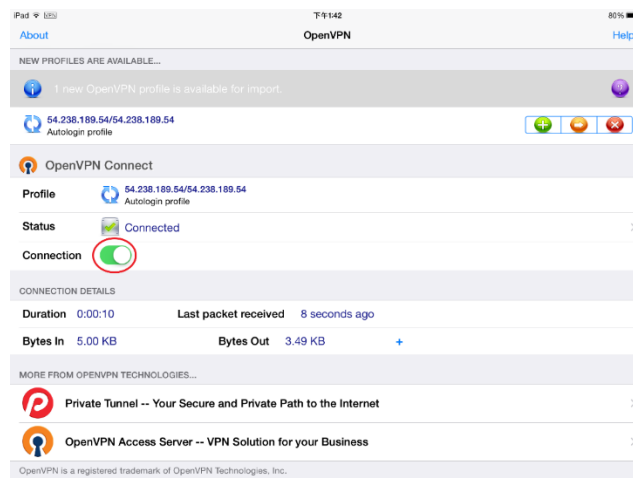 iPad VPN 下午1:42 80%
About OpenVPN Help
NEW PROFILES ARE AVAILABLE...
1 new OpenVPN profile is available for import.
54.238.189.54/54.238.189.54
Autologin profile
OpenVPN Connect
Profile 54.238.189.54/54.238.189.54
Autologin profile
Status Connected
Connection
CONNECTION DETAILS
Duration 0:00:10 Last packet received 8 seconds ago
Bytes In 5.00 KB Bytes Out 3.49 KB +
MORE FROM OPENVPN TECHNOLOGIES...
Private Tunnel -- Your Secure and Private Path to the Internet
OpenVPN Access Server -- VPN Solution for your Business
OpenVPN is a registered trademark of OpenVPN Technologies, Inc.